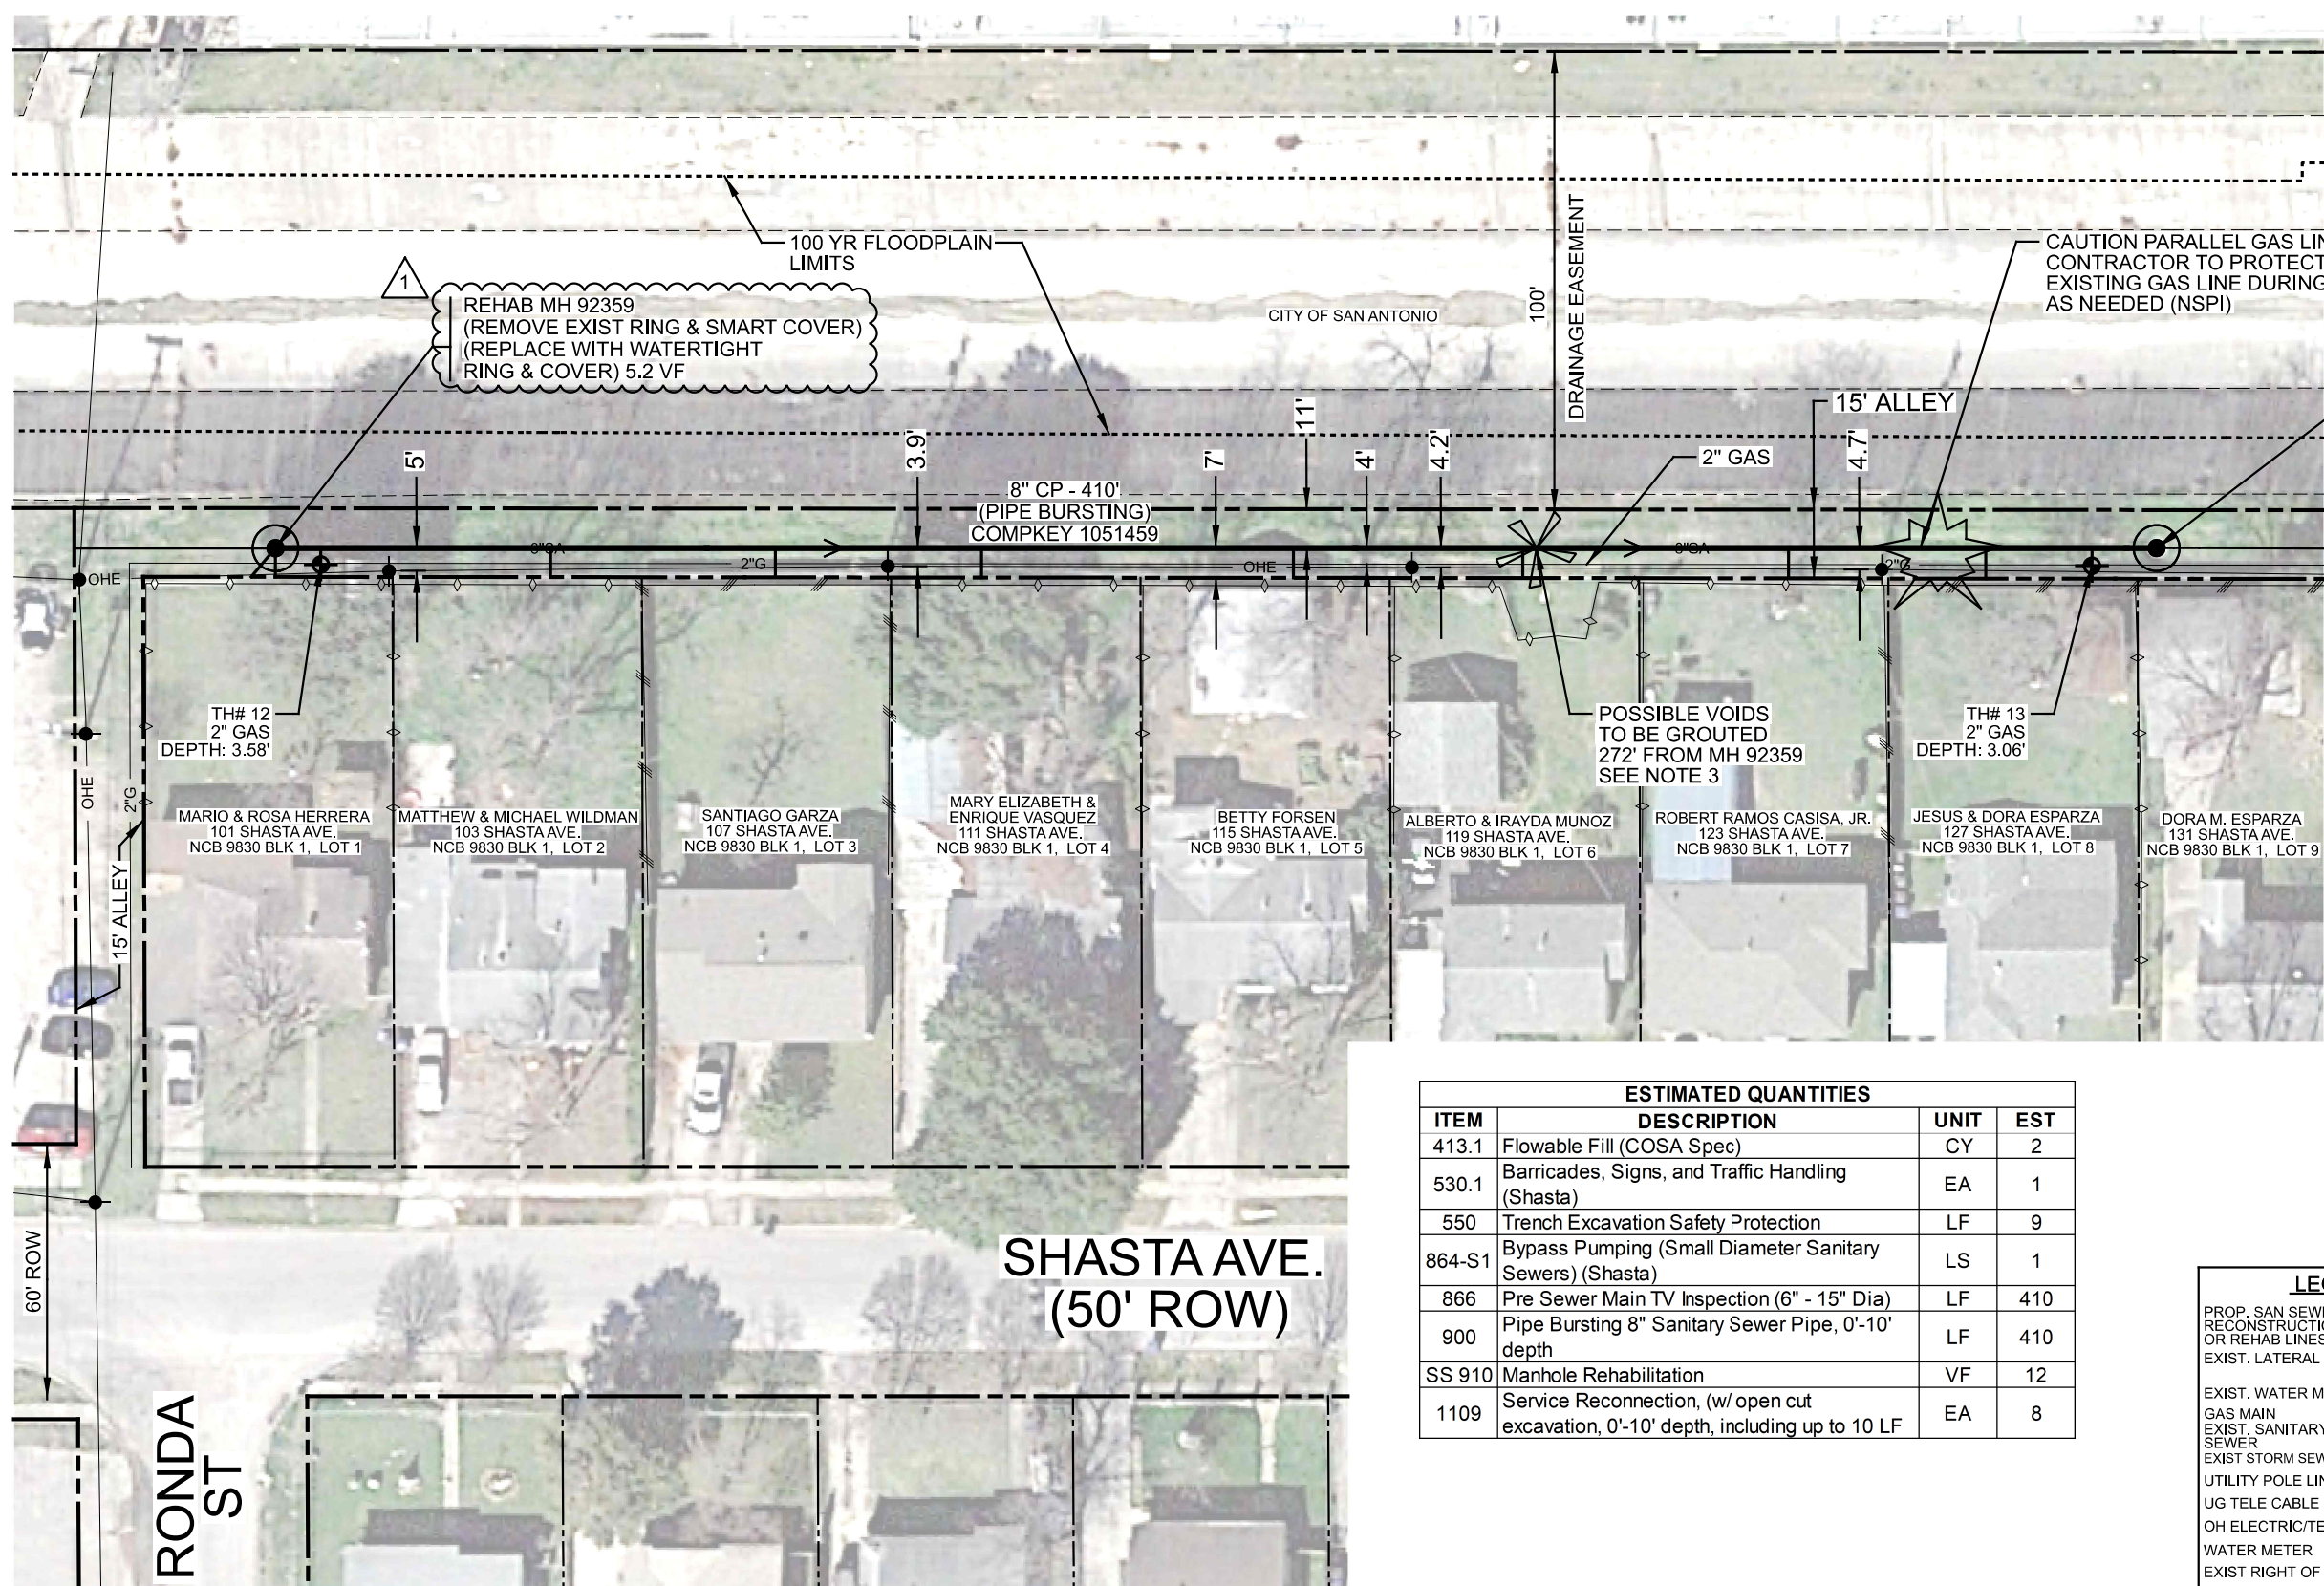 100 YR FLOODPLAIN
LIMITS
1
REHAB MH 92359
(REMOVE EXIST RING & SMART COVER)
(REPLACE WITH WATERTIGHT
RING & COVER) 5.2 VF
CITY OF SAN ANTONIO
100'
DRAINAGE EASEMENT
CAUTION PARALLEL GAS LIN
CONTRACTOR TO PROTECT
EXISTING GAS LINE DURING
AS NEEDED (NSPI)
15' ALLEY
2" GAS
5'
3.9'
7'
11'
4'
4.2'
4.7'
8" CP - 410'
(PIPE BURSTING)
COMPKEY 1051459
8"SA
2"G
OHE
8"SA
2"G
OHE
TH# 12
2" GAS
DEPTH: 3.58'
POSSIBLE VOIDS
TO BE GROUTED
272' FROM MH 92359
SEE NOTE 3
TH# 13
2" GAS
DEPTH: 3.06'
OHE
2"G
15' ALLEY
MARIO & ROSA HERRERA
101 SHASTA AVE.
NCB 9830 BLK 1, LOT 1
MATTHEW & MICHAEL WILDMAN
103 SHASTA AVE.
NCB 9830 BLK 1, LOT 2
SANTIAGO GARZA
107 SHASTA AVE.
NCB 9830 BLK 1, LOT 3
MARY ELIZABETH &
ENRIQUE VASQUEZ
111 SHASTA AVE.
NCB 9830 BLK 1, LOT 4
BETTY FORSEN
115 SHASTA AVE.
NCB 9830 BLK 1, LOT 5
ALBERTO & IRAYDA MUNOZ
119 SHASTA AVE.
NCB 9830 BLK 1, LOT 6
ROBERT RAMOS CASISA, JR.
123 SHASTA AVE.
NCB 9830 BLK 1, LOT 7
JESUS & DORA ESPARZA
127 SHASTA AVE.
NCB 9830 BLK 1, LOT 8
DORA M. ESPARZA
131 SHASTA AVE.
NCB 9830 BLK 1, LOT 9
60' ROW
SHASTA AVE.
(50' ROW)
RONDA
ST
ESTIMATED QUANTITIES
ITEM DESCRIPTION UNIT EST
413.1 Flowable Fill (COSA Spec) CY 2
530.1 Barricades, Signs, and Traffic Handling
(Shasta) EA 1
550 Trench Excavation Safety Protection LF 9
864-S1 Bypass Pumping (Small Diameter Sanitary
Sewers) (Shasta) LS 1
866 Pre Sewer Main TV Inspection (6" - 15" Dia) LF 410
900 Pipe Bursting 8" Sanitary Sewer Pipe, 0'-10'
depth LF 410
SS 910 Manhole Rehabilitation VF 12
1109 Service Reconnection, (w/ open cut
excavation, 0'-10' depth, including up to 10 LF EA 8
LEG
PROP. SAN SEWE
RECONSTRUCTIO
OR REHAB LINES
EXIST. LATERAL
EXIST. WATER M
GAS MAIN
EXIST. SANITARY
SEWER
EXIST STORM SEW
UTILITY POLE LIN
UG TELE CABLE
OH ELECTRIC/TE
WATER METER
EXIST RIGHT OF